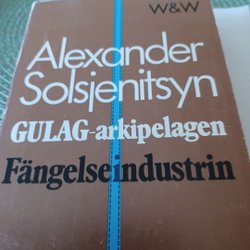 W&W
Alexander
Solsjenitsyn
GULAG-arkipelagen
Fängelseindustrin